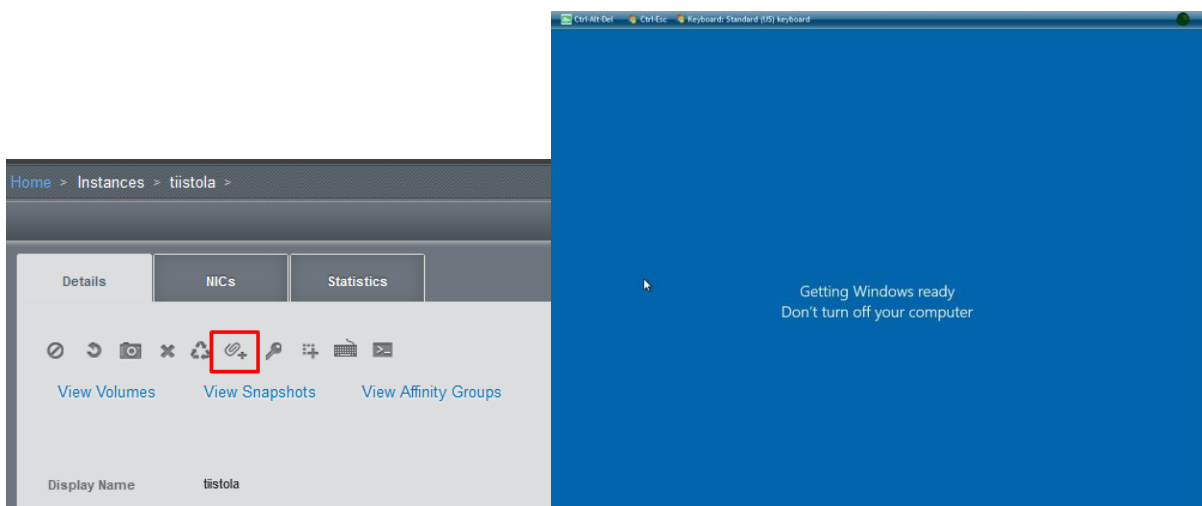 Home > Instances > tiistola >
Details NICs Statistics
View Volumes View Snapshots View Affinity Groups
Display Name tiistola
Ctrl-Alt-Del Ctrl-Esc Keyboard: Standard (US) keyboard
Getting Windows ready
Don't turn off your computer